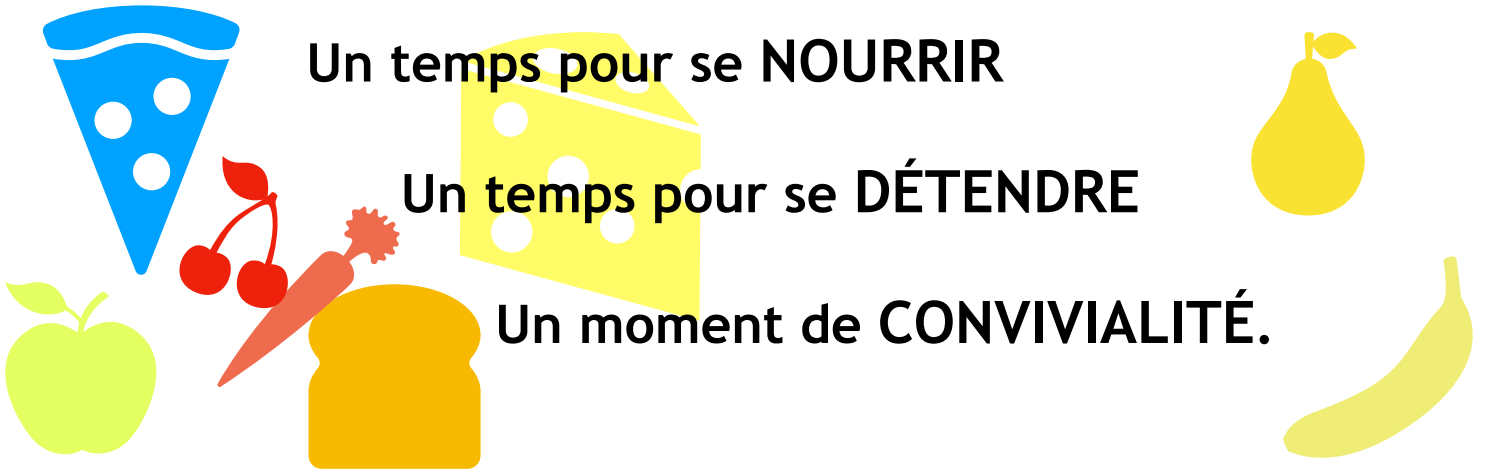 Un temps pour se NOURRIR
Un temps pour se DÉTENDRE
Un moment de CONVIVIALITÉ.